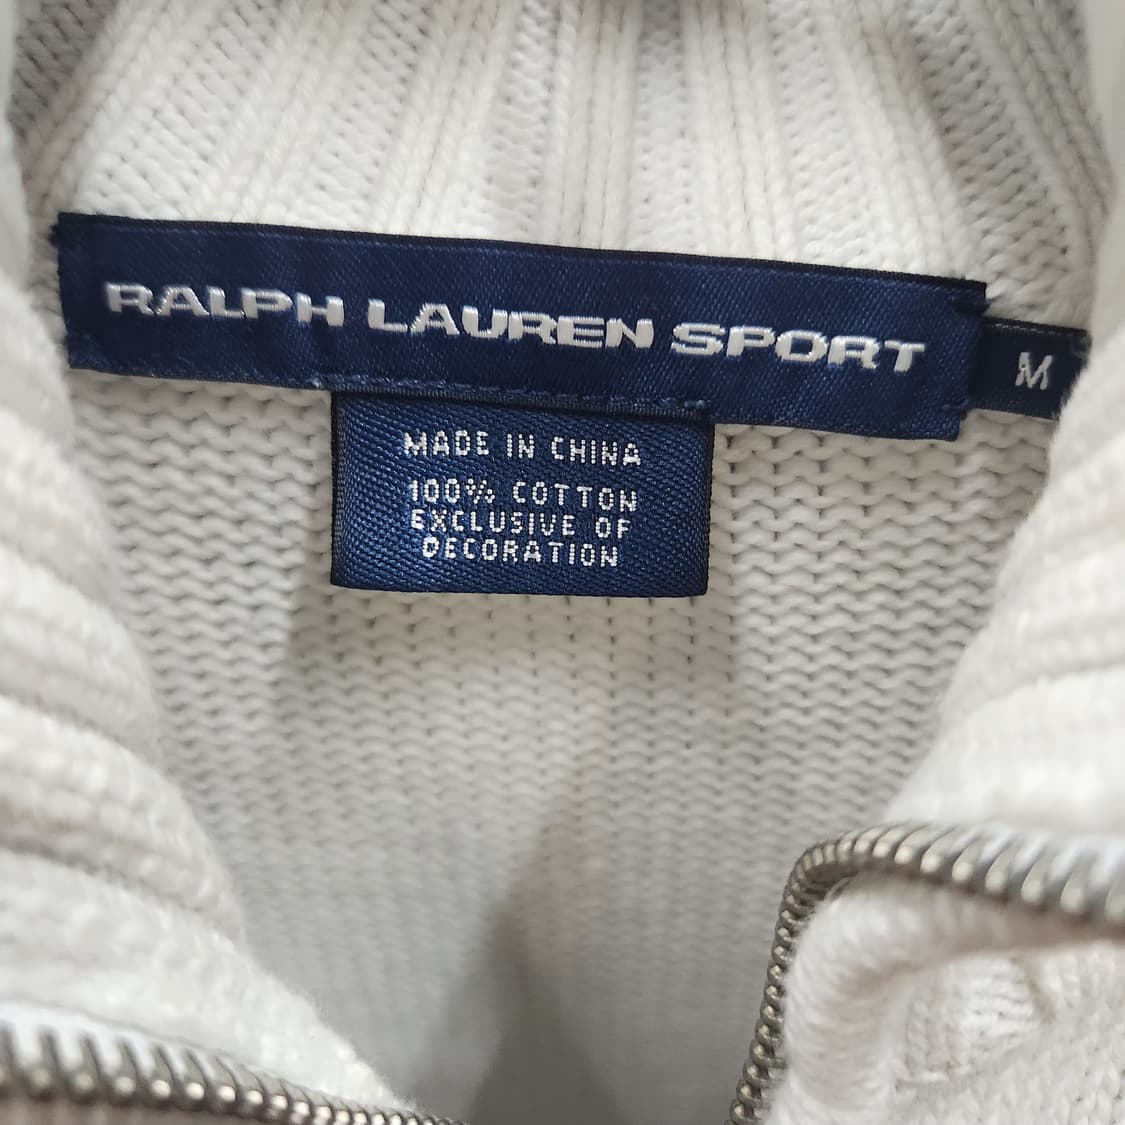 RALPH LAUREN SPORT
M
MADE IN CHINA
100% COTTON
EXCLUSIVE OF
DECORATION